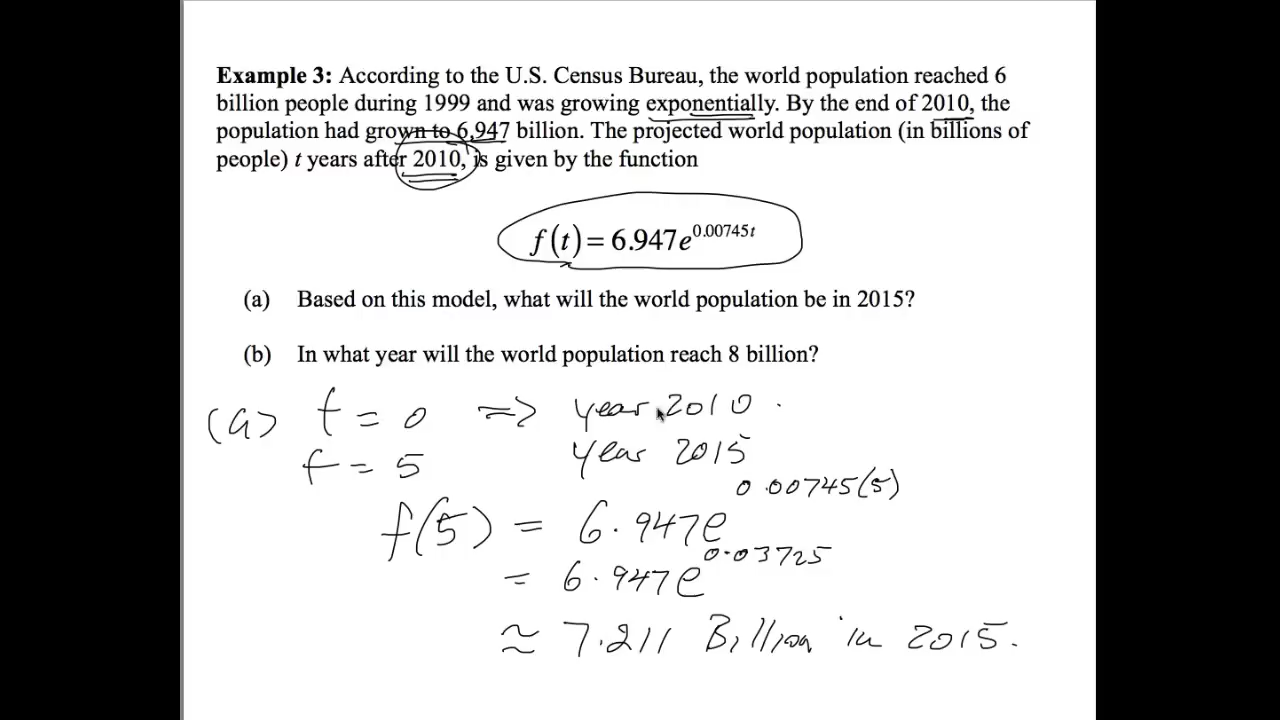 Example 3: According to the U.S. Census Bureau, the world population reached 6
billion people during 1999 and was growing exponentially. By the end of 2010, the
population had grown to 6.947 billion. The projected world population (in billions of
people) t years after 2010, is given by the function
f(t) = 6.947e^{0.00745t}
(a) Based on this model, what will the world population be in 2015?
(b) In what year will the world population reach 8 billion?
(a) t = 0 => year 2010.
t = 5 year 2015
f(5) = 6.947e^{0.00745(5)}
= 6.947e^{0.03725}
≈ 7.211 Billion in 2015.